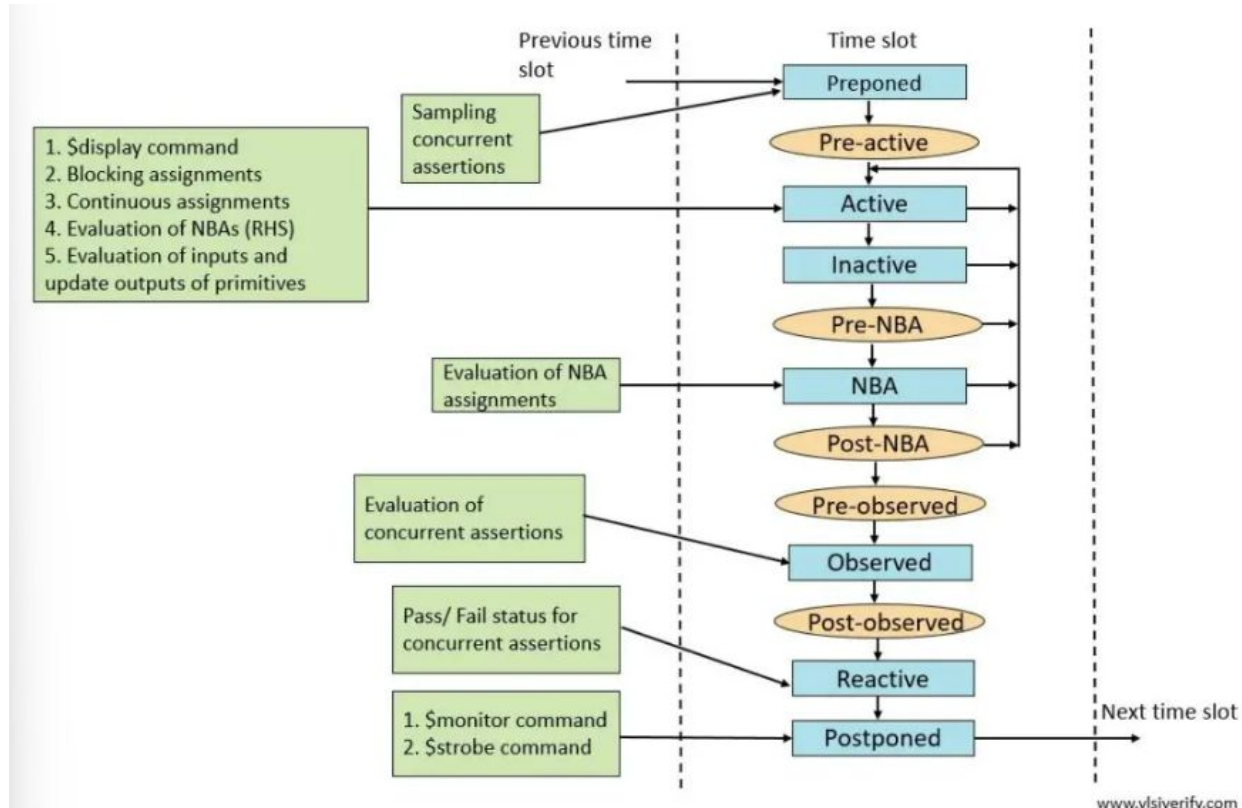 Previous time
slot
Time slot
Preponed
Sampling
concurrent
assertions
Pre-active
1. $display command
2. Blocking assignments
3. Continuous assignments
4. Evaluation of NBAs (RHS)
5. Evaluation of inputs and
update outputs of primitives
Active
Inactive
Pre-NBA
Evaluation of NBA
assignments
NBA
Post-NBA
Pre-observed
Evaluation of
concurrent assertions
Observed
Post-observed
Pass/ Fail status for
concurrent assertions
Reactive
1. $monitor command
2. $strobe command
Postponed
Next time slot
www.vlsiverify.com